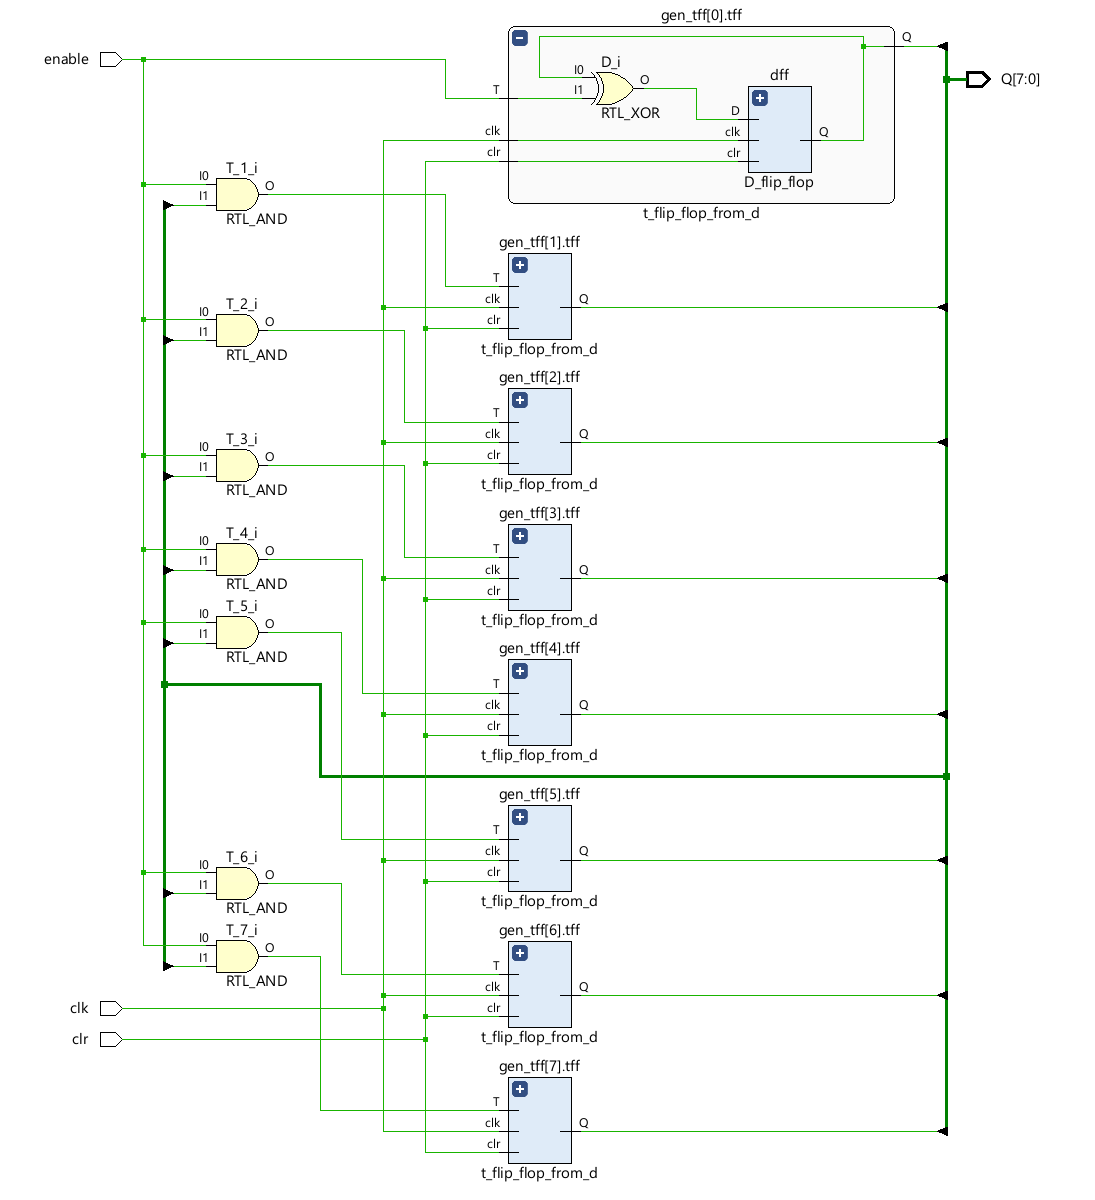 gen_tff[0].tff
enable
Q
Q[7:0]
D_i
I0
I1
O
RTL_XOR
dff
T
D
clk
clk
Q
clr
clr
D_flip_flop
t_flip_flop_from_d
T_1_i
I0
I1
O
RTL_AND
gen_tff[1].tff
T
clk
Q
clr
t_flip_flop_from_d
T_2_i
I0
I1
O
RTL_AND
gen_tff[2].tff
T
clk
Q
clr
t_flip_flop_from_d
T_3_i
I0
I1
O
RTL_AND
gen_tff[3].tff
T
clk
Q
clr
t_flip_flop_from_d
T_4_i
I0
I1
O
RTL_AND
T_5_i
I0
I1
O
RTL_AND
gen_tff[4].tff
T
clk
Q
clr
t_flip_flop_from_d
gen_tff[5].tff
T
clk
Q
clr
t_flip_flop_from_d
T_6_i
I0
I1
O
RTL_AND
T_7_i
I0
I1
O
RTL_AND
gen_tff[6].tff
T
clk
Q
clr
t_flip_flop_from_d
clk
clr
gen_tff[7].tff
T
clk
Q
clr
t_flip_flop_from_d